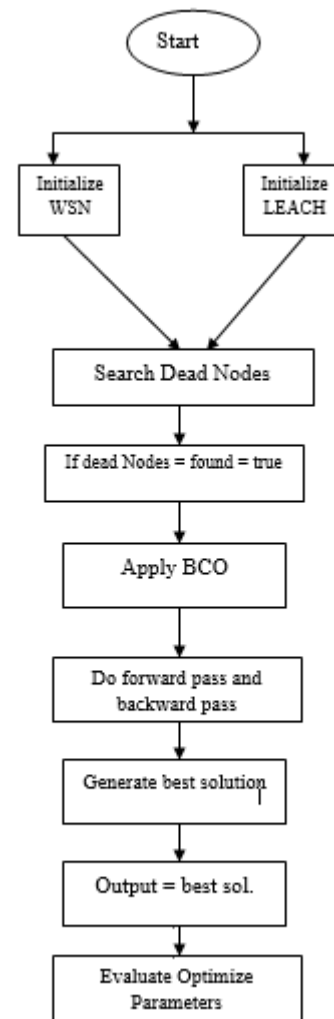 Start
Initialize
WSN
Initialize
LEACH
Search Dead Nodes
If dead Nodes = found = true
Apply BCO
Do forward pass and
backward pass
Generate best solution
Output = best sol.
Evaluate Optimize
Parameters